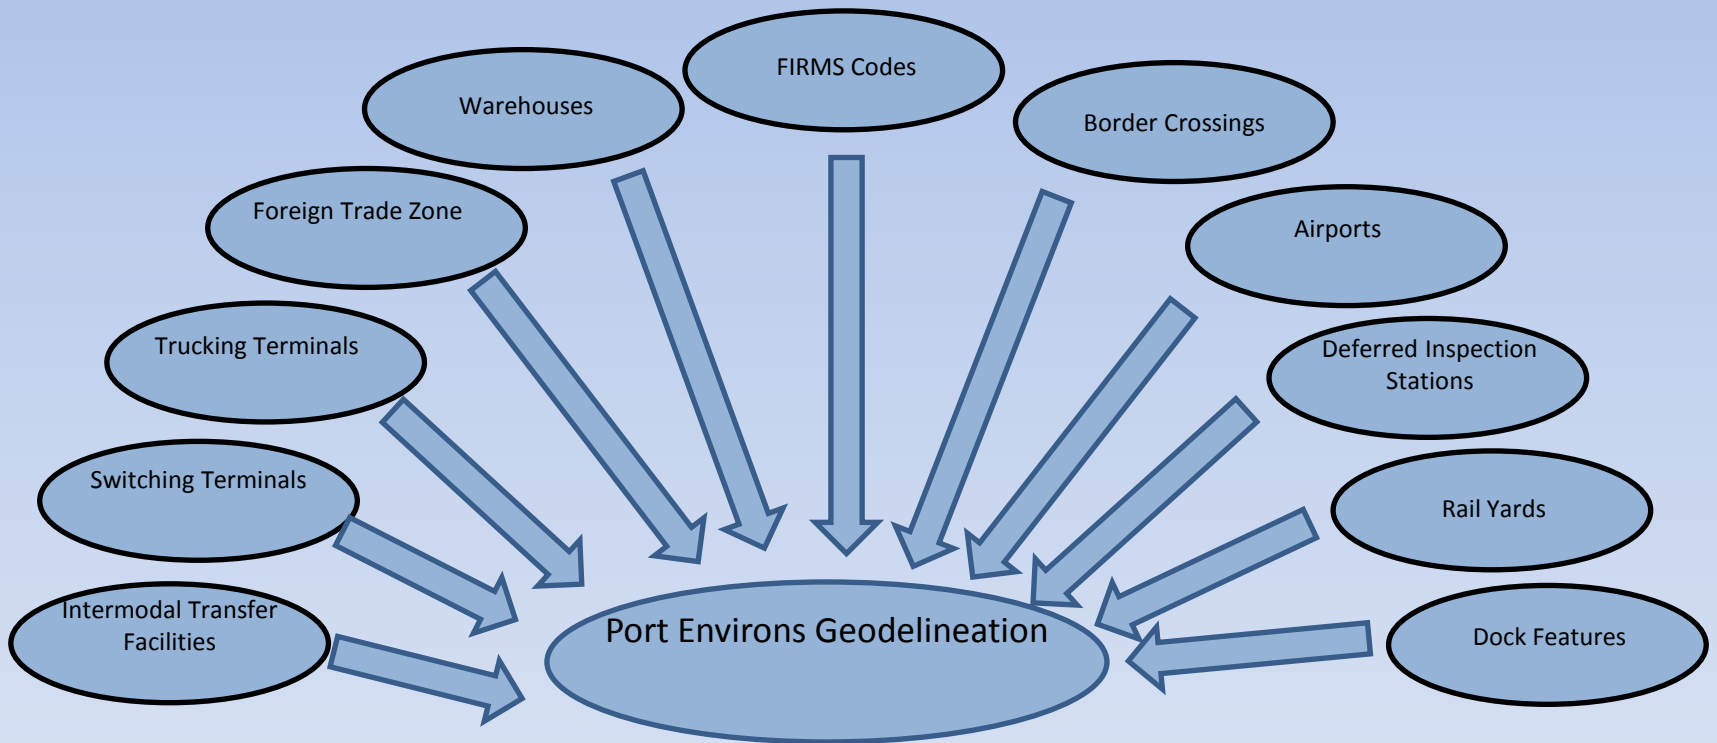 FIRMS Codes
Warehouses
Border Crossings
Foreign Trade Zone
Airports
Trucking Terminals
Deferred Inspection
Stations
Switching Terminals
Rail Yards
Intermodal Transfer
Facilities
Port Environs Geodelineation
Dock Features